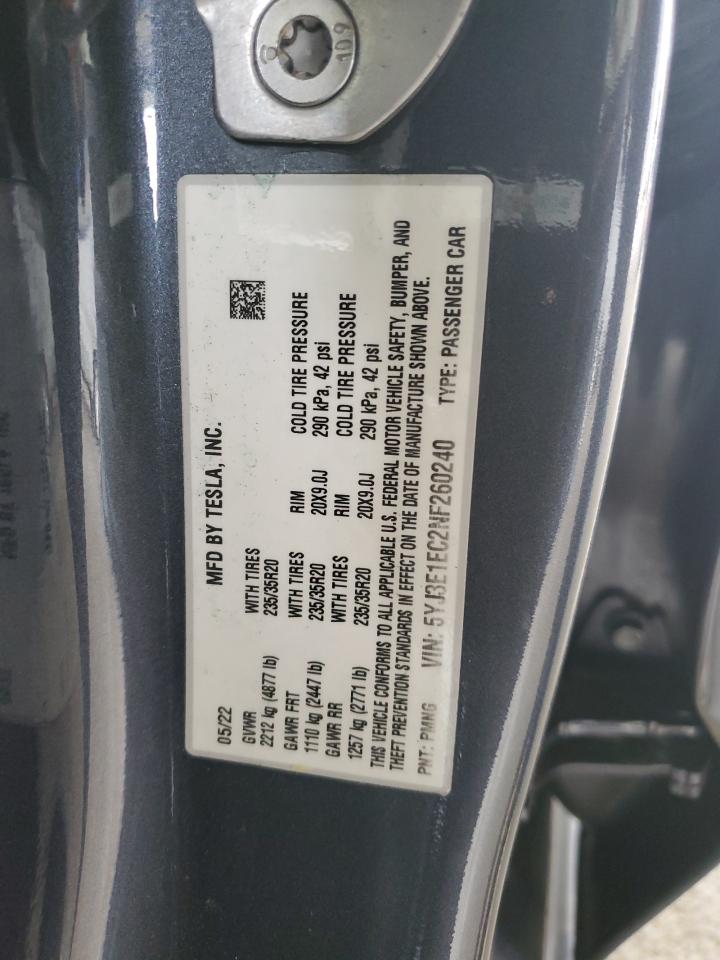 10.9
MFD BY TESLA, INC.
05/22
GVWR WITH TIRES
2212 kg (4877 lb) 235/35R20
GAWR FRT WITH TIRES RIM COLD TIRE PRESSURE
1110 kg (2447 lb) 235/35R20 20X9.0J 290 kPa, 42 psi
GAWR RR WITH TIRES RIM COLD TIRE PRESSURE
1257 kg (2771 lb) 235/35R20 20X9.0J 290 kPa, 42 psi
THIS VEHICLE CONFORMS TO ALL APPLICABLE U.S. FEDERAL MOTOR VEHICLE SAFETY, BUMPER, AND
THEFT PREVENTION STANDARDS IN EFFECT ON THE DATE OF MANUFACTURE SHOWN ABOVE.
PNT: PMNG VIN: 5YJ3E1EC2NF260240 TYPE: PASSENGER CAR